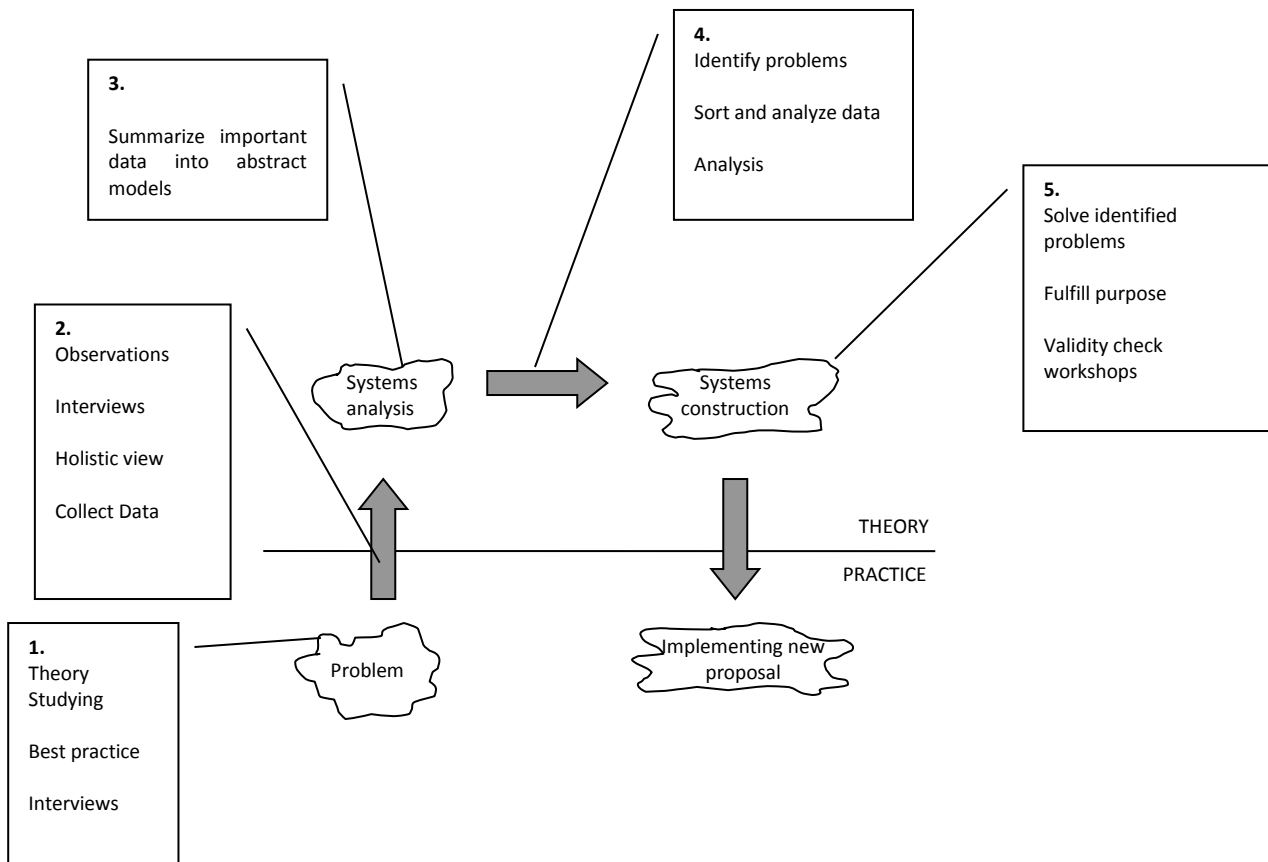 3.
Summarize important
data into abstract
models
4.
Identify problems
Sort and analyze data
Analysis
5.
Solve identified
problems
Fulfill purpose
Validity check
workshops
2.
Observations
Interviews
Holistic view
Collect Data
Systems
analysis
Systems
construction
THEORY
PRACTICE
1.
Theory
Studying
Best practice
Interviews
Problem
Implementing new
proposal